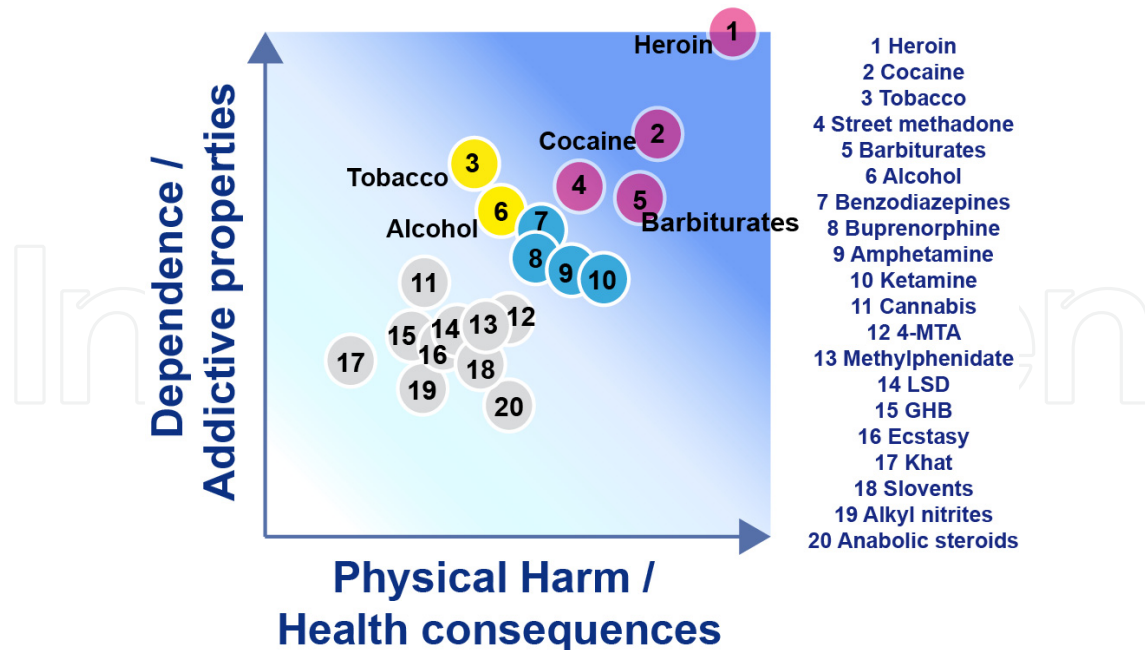 Dependence /
Addictive properties
1
Heroin
Cocaine
2
3
Tobacco
4
5
Barbiturates
6
Alcohol
7
8
9
10
11
12
13
14
15
16
17
18
19
20
Physical Harm /
Health consequences
1 Heroin
2 Cocaine
3 Tobacco
4 Street methadone
5 Barbiturates
6 Alcohol
7 Benzodiazepines
8 Buprenorphine
9 Amphetamine
10 Ketamine
11 Cannabis
12 4-MTA
13 Methylphenidate
14 LSD
15 GHB
16 Ecstasy
17 Khat
18 Slovents
19 Alkyl nitrites
20 Anabolic steroids